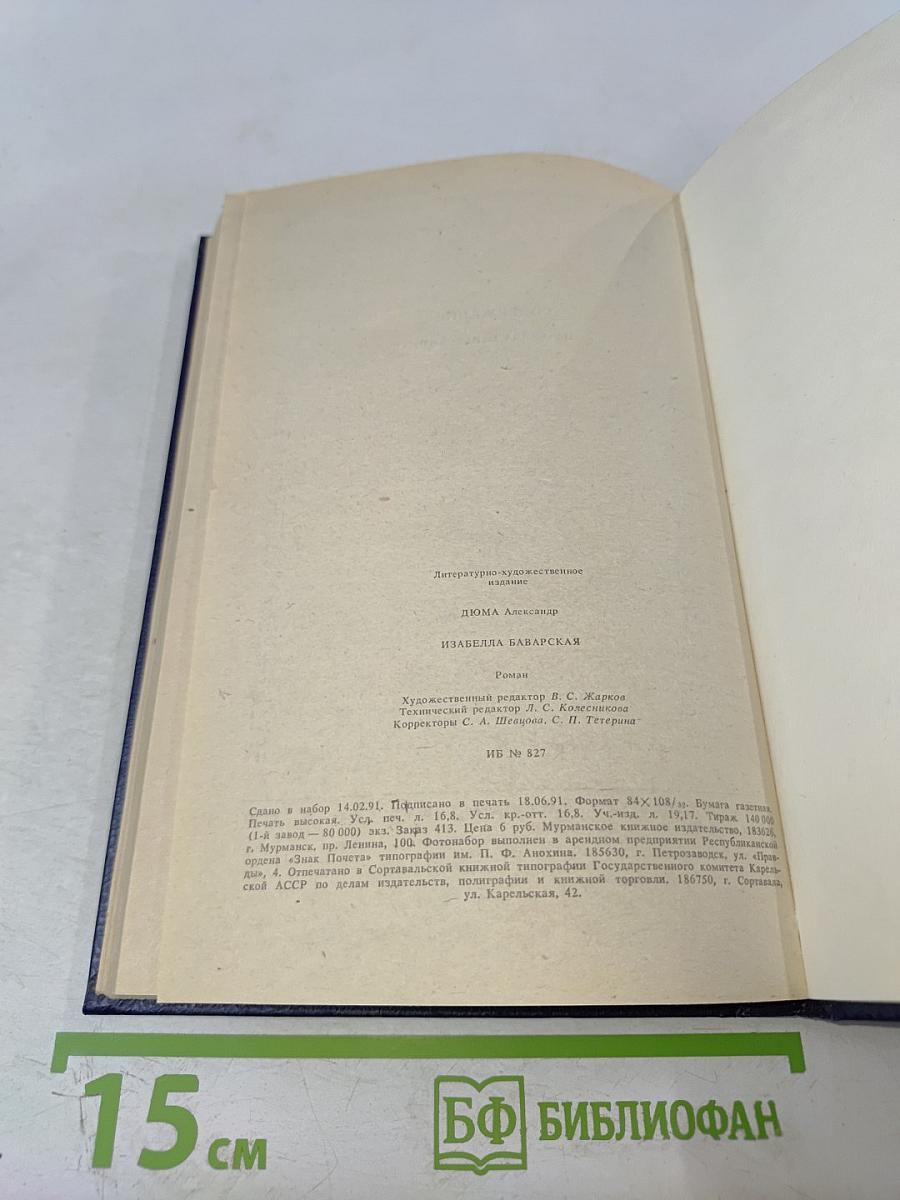 Литературно-художественное
издание
ДЮМА Александр
ИЗАБЕЛЛА БАВАРСКАЯ
Роман
Художественный редактор В. С. Жарков
Технический редактор Л. С. Колесникова
Корректоры С. А. Шевцова, С. П. Тетерина
ИБ № 827
Сдано в набор 14.02.91. Подписано в печать 18.06.91. Формат 84×108/32. Бумага газетная.
Печать высокая. Усл. печ. л. 16,8. Усл. кр.-отт. 16,8. Уч.-изд. л. 19,17. Тираж 140 000
(1-й завод — 80 000) экз. Заказ 413. Цена 6 руб. Мурманское книжное издательство, 183626,
г. Мурманск, пр. Ленина, 100. Фотонабор выполнен в арендном предприятии Республиканской
ордена «Знак Почета» типографии им. П. Ф. Анохина. 185630, г. Петрозаводск, ул. «Прав-
ды», 4. Отпечатано в Сортавальской книжной типографии Государственного комитета Карель-
ской АССР по делам издательств, полиграфии и книжной торговли. 186750, г. Сортавала,
ул. Карельская, 42.
15 см
БФ БИБЛИОФАН